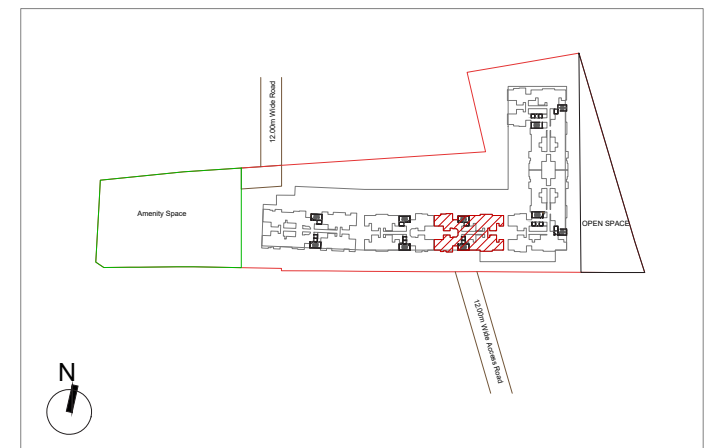 12.00m Wide Road
Amenity Space
OPEN SPACE
12.00m Wide Access Road
N